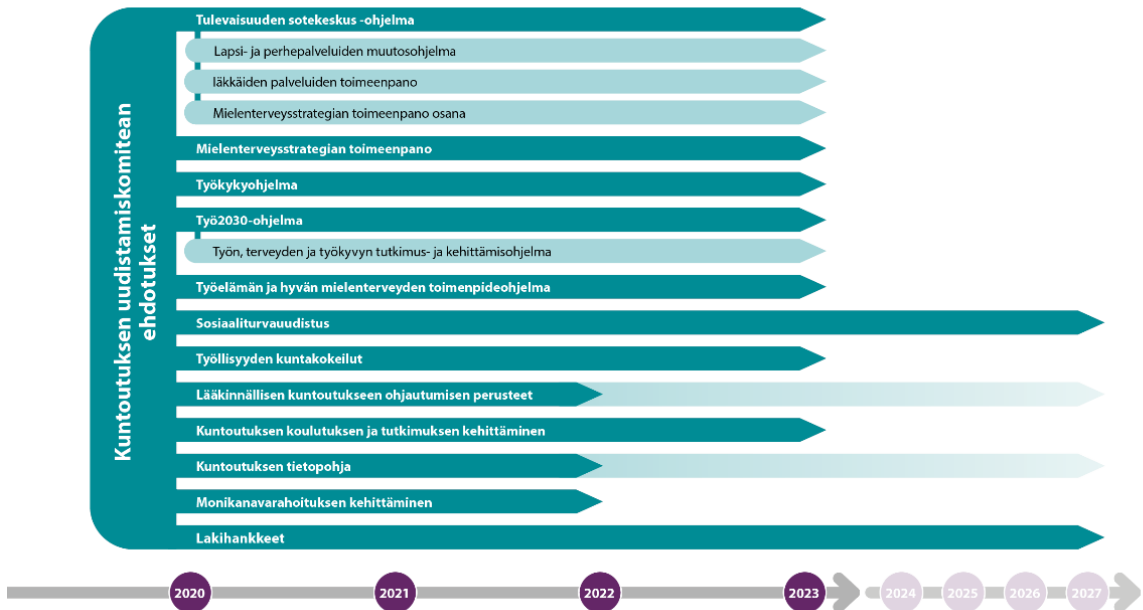 Kuntoutuksen uudistamiskomitean
ehdotukset
Tulevaisuuden sotekeskus -ohjelma
Lapsi- ja perhepalveluiden muutosohjelma
Iäkkäiden palveluiden toimeenpano
Mielenterveysstrategian toimeenpano osana
Mielenterveysstrategian toimeenpano
Työkykyohjelma
Työ2030-ohjelma
Työn, terveyden ja työkyvyn tutkimus- ja kehittämisohjelma
Työelämän ja hyvän mielenterveyden toimenpideohjelma
Sosiaaliturvauudistus
Työllisyyden kuntakokeilut
Lääkinnällisen kuntoutukseen ohjautumisen perusteet
Kuntoutuksen koulutuksen ja tutkimuksen kehittäminen
Kuntoutuksen tietopohja
Monikanavarahoituksen kehittäminen
Lakihankkeet
2020 2021 2022 2023 2024 2025 2026 2027